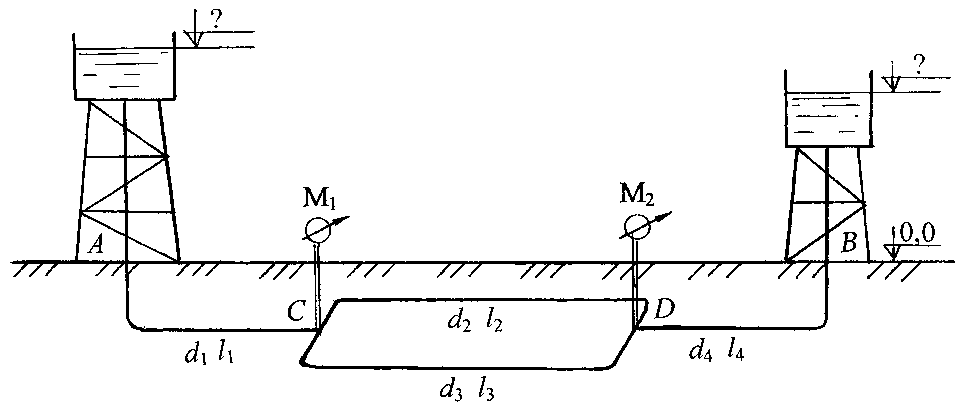 ?
?
M₁
M₂
A
B
0,0
C
d₂ l₂
D
d₁ l₁
d₄ l₄
d₃ l₃